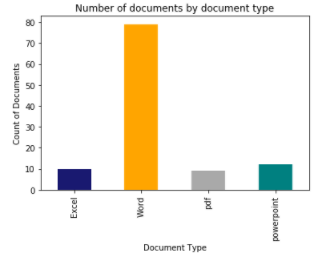 Number of documents by document type
Count of Documents
80
70
60
50
40
30
20
10
0
Excel
Word
pdf
powerpoint
Document Type